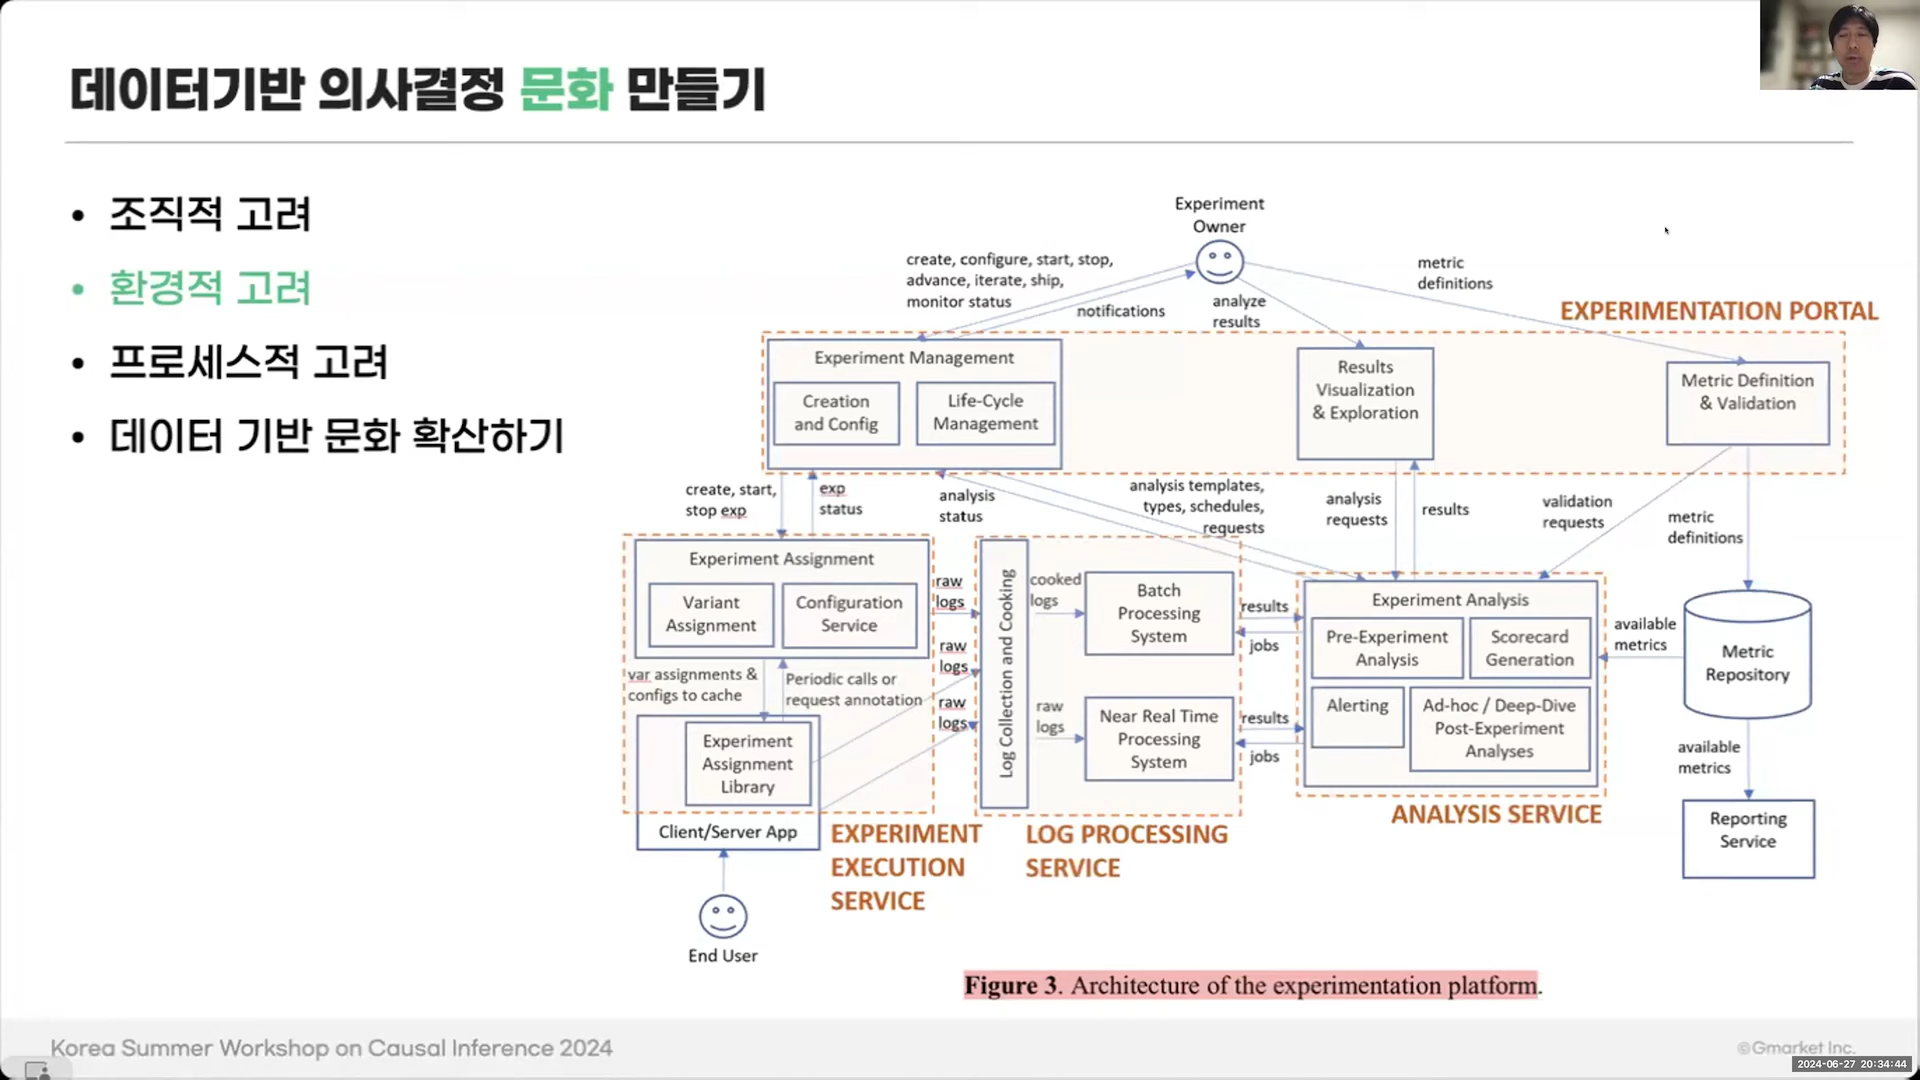 데이터기반 의사결정 문화 만들기
• 조직적 고려
• 환경적 고려
• 프로세스적 고려
• 데이터 기반 문화 확산하기
Experiment
Owner
create, configure, start, stop,
advance, iterate, ship,
monitor status
notifications
analyze
results
metric
definitions
EXPERIMENTATION PORTAL
Experiment Management
Creation
and Config
Life-Cycle
Management
Results
Visualization
& Exploration
Metric Definition
& Validation
create, start,
stop exp
exp
status
analysis
status
analysis templates,
types, schedules,
requests
analysis
requests
results
validation
requests
metric
definitions
Experiment Assignment
Variant
Assignment
Configuration
Service
raw
logs
raw
logs
raw
logs
var assignments &
configs to cache
Periodic calls or
request annotation
Experiment
Assignment
Library
Client/Server App
EXPERIMENT
EXECUTION
SERVICE
End User
Log Collection and Cooking
cooked
logs
Batch
Processing
System
raw
logs
Near Real Time
Processing
System
LOG PROCESSING
SERVICE
results
jobs
results
jobs
Experiment Analysis
Pre-Experiment
Analysis
Scorecard
Generation
Alerting
Ad-hoc / Deep-Dive
Post-Experiment
Analyses
ANALYSIS SERVICE
available
metrics
Metric
Repository
available
metrics
Reporting
Service
Figure 3. Architecture of the experimentation platform.
Korea Summer Workshop on Causal Inference 2024
©Gmarket Inc.
2024-06-27 20:34:44